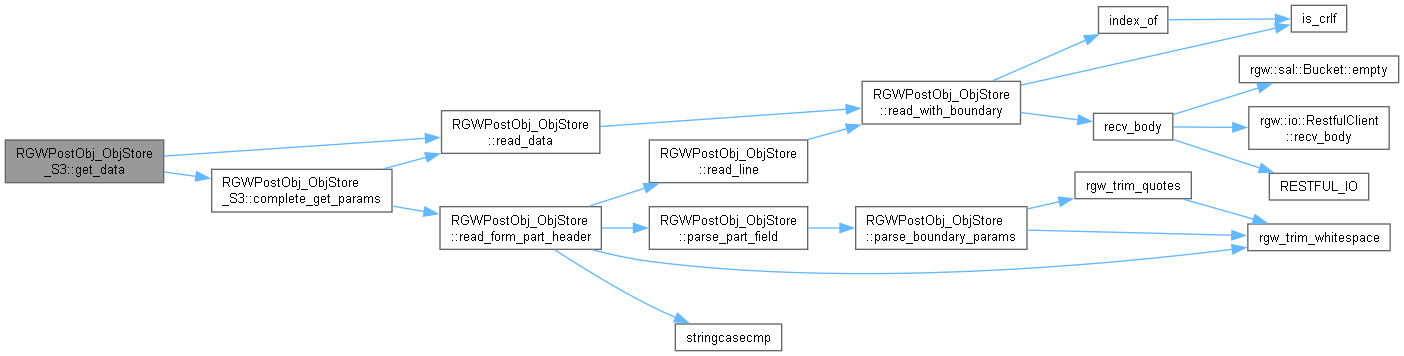 RGWPostObj_ObjStore
_S3::get_data
RGWPostObj_ObjStore
_S3::complete_get_params
RGWPostObj_ObjStore
::read_data
RGWPostObj_ObjStore
::read_form_part_header
RGWPostObj_ObjStore
::read_line
RGWPostObj_ObjStore
::parse_part_field
stringcasecmp
RGWPostObj_ObjStore
::read_with_boundary
RGWPostObj_ObjStore
::parse_boundary_params
index_of
recv_body
rgw_trim_quotes
is_crlf
rgw::sal::Bucket::empty
rgw::io::RestfulClient
::recv_body
RESTFUL_IO
rgw_trim_whitespace